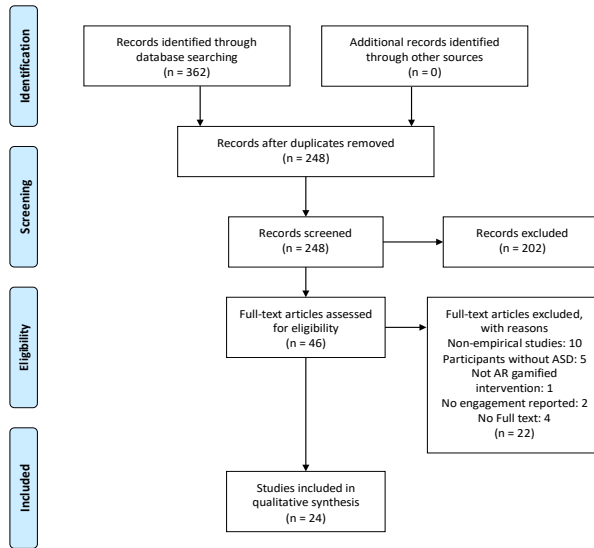 Identification
Records identified through
database searching
(n = 362)
Additional records identified
through other sources
(n = 0)
Records after duplicates removed
(n = 248)
Screening
Records screened
(n = 248)
Records excluded
(n = 202)
Eligibility
Full-text articles assessed
for eligibility
(n = 46)
Full-text articles excluded,
with reasons
Non-empirical studies: 10
Participants without ASD: 5
Not AR gamified
intervention: 1
No engagement reported: 2
No Full text: 4
(n = 22)
Included
Studies included in
qualitative synthesis
(n = 24)